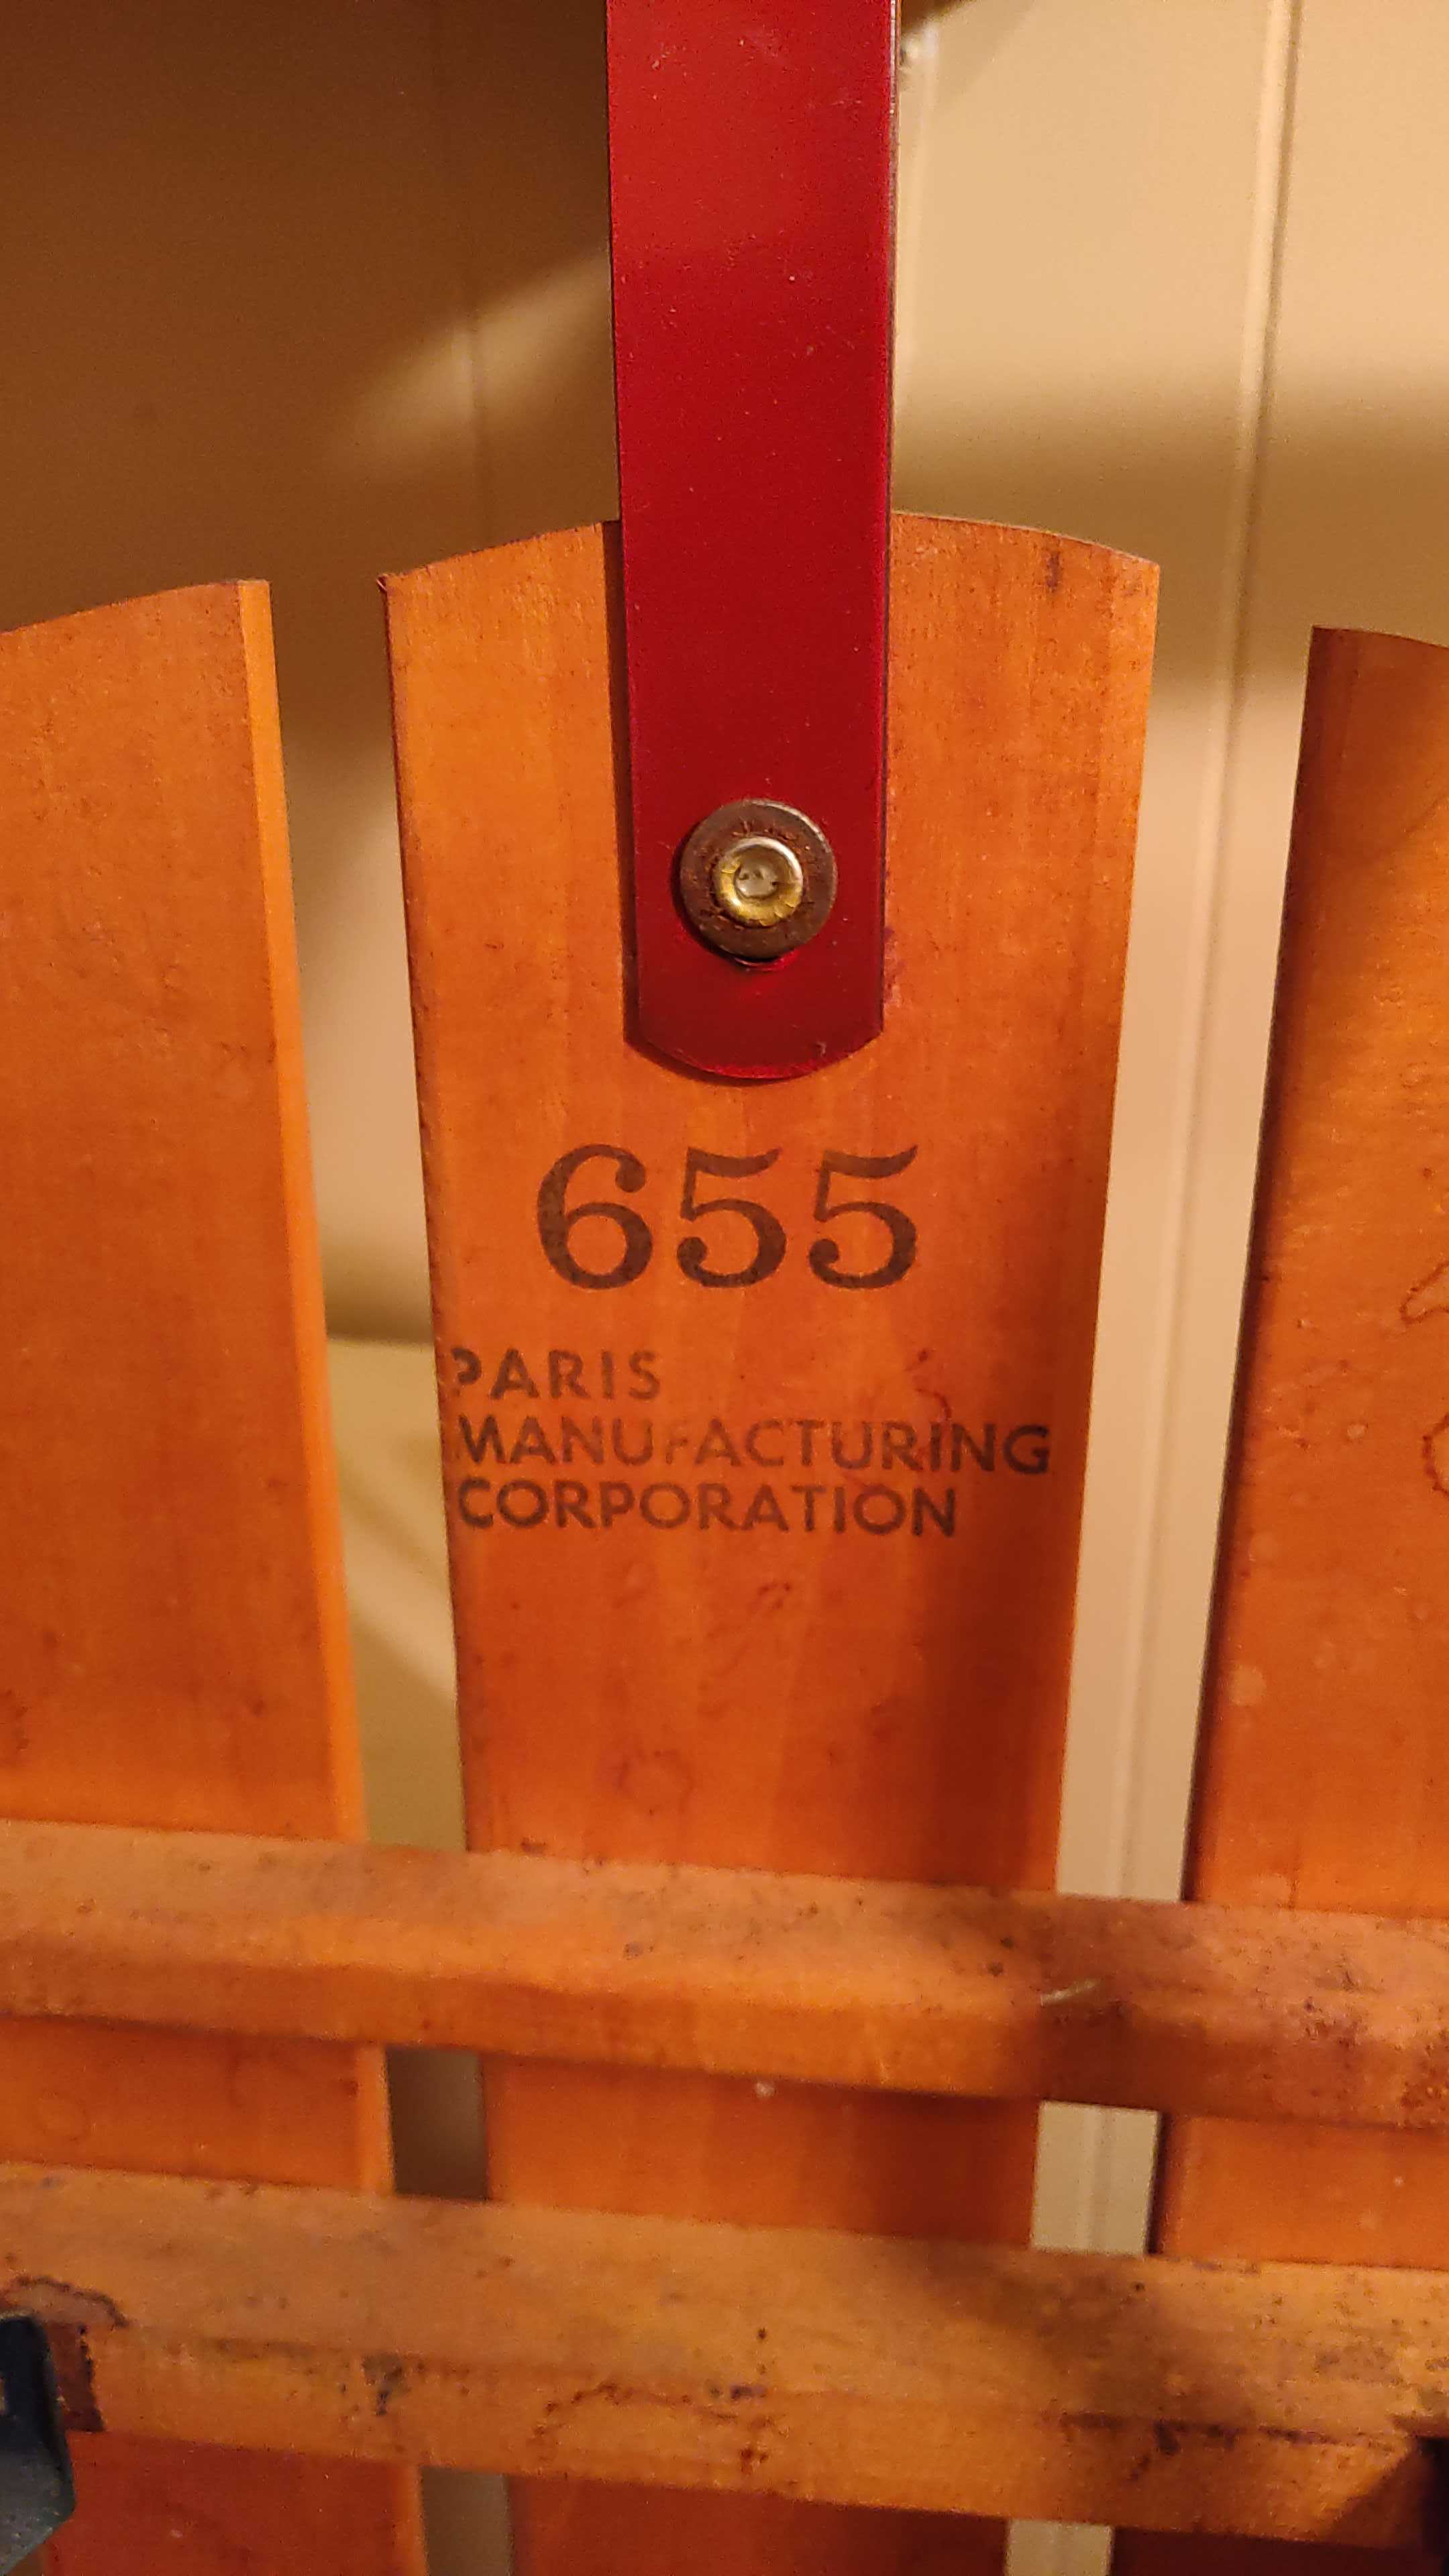 655
PARIS
MANUFACTURING
CORPORATION